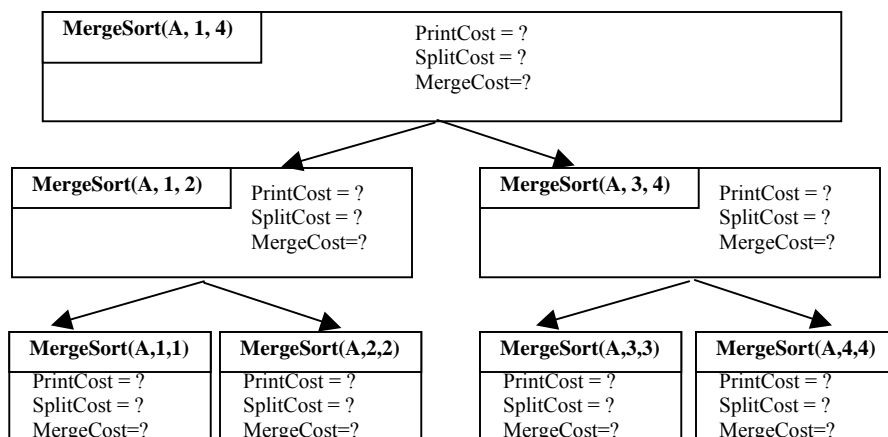 MergeSort(A, 1, 4)
PrintCost = ?
SplitCost = ?
MergeCost=?
MergeSort(A, 1, 2)
PrintCost = ?
SplitCost = ?
MergeCost=?
MergeSort(A, 3, 4)
PrintCost = ?
SplitCost = ?
MergeCost=?
MergeSort(A,1,1)
PrintCost = ?
SplitCost = ?
MergeCost=?
MergeSort(A,2,2)
PrintCost = ?
SplitCost = ?
MergeCost=?
MergeSort(A,3,3)
PrintCost = ?
SplitCost = ?
MergeCost=?
MergeSort(A,4,4)
PrintCost = ?
SplitCost = ?
MergeCost=?